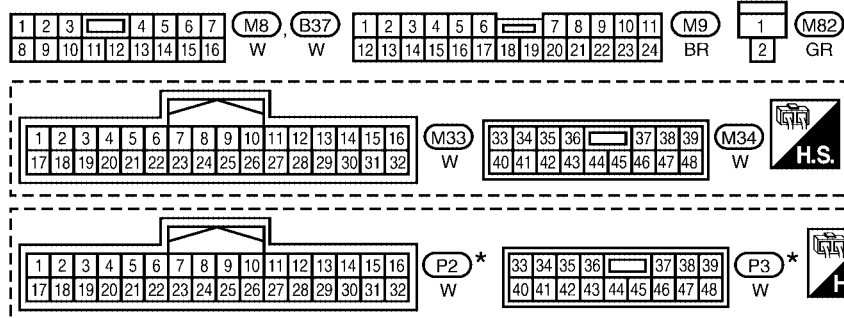 1 2 3 4 5 6 7 M8 , B37 1 2 3 4 5 6 7 8 9 10 11 M9 1 M82
8 9 10 11 12 13 14 15 16 W W 12 13 14 15 16 17 18 19 20 21 22 23 24 BR 2 GR
1 2 3 4 5 6 7 8 9 10 11 12 13 14 15 16 M33 33 34 35 36 37 38 39 M34
17 18 19 20 21 22 23 24 25 26 27 28 29 30 31 32 W 40 41 42 43 44 45 46 47 48 W H.S.
1 2 3 4 5 6 7 8 9 10 11 12 13 14 15 16 P2 * 33 34 35 36 37 38 39 P3 *
17 18 19 20 21 22 23 24 25 26 27 28 29 30 31 32 W 40 41 42 43 44 45 46 47 48 W H